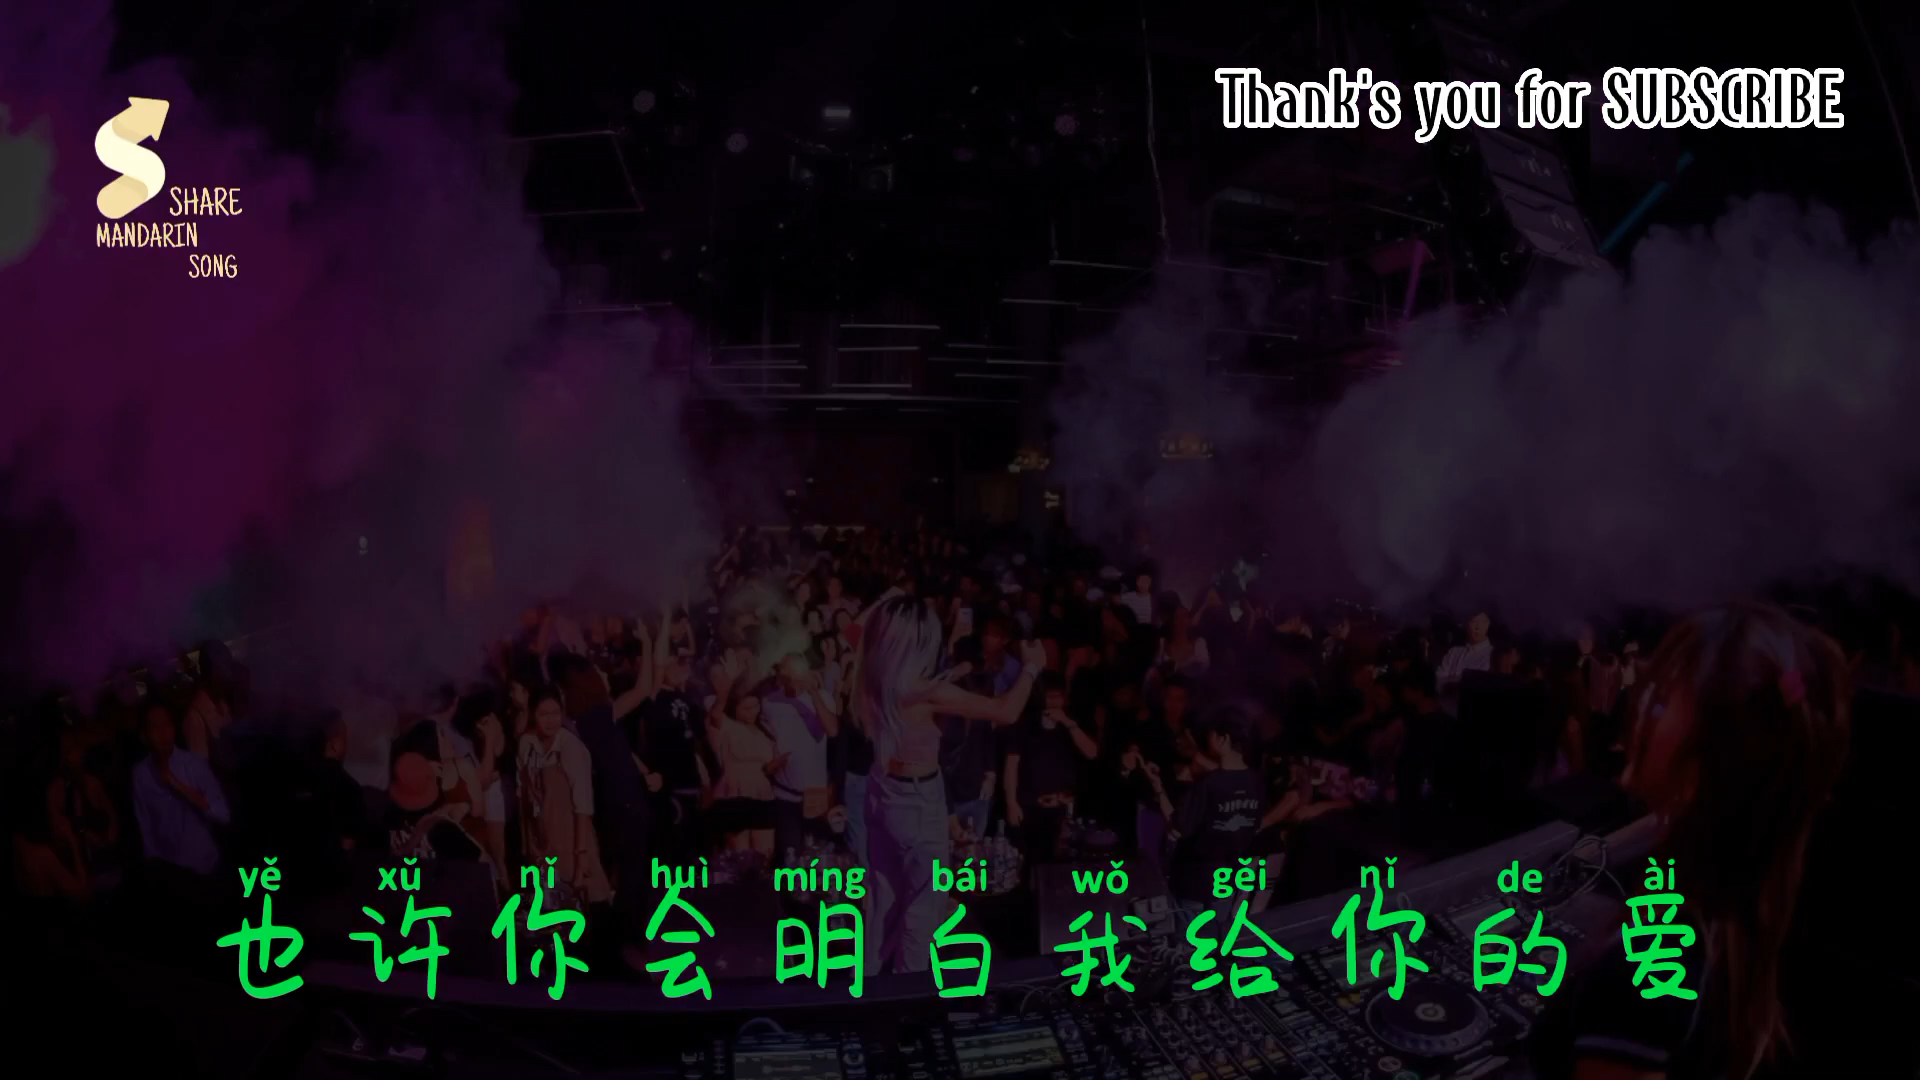 Thank's you for SUBSCRIBE
SHARE
MANDARIN
SONG
yě xǔ nǐ huì míng bái wǒ gěi nǐ de ài
也许你会明白我给你的爱